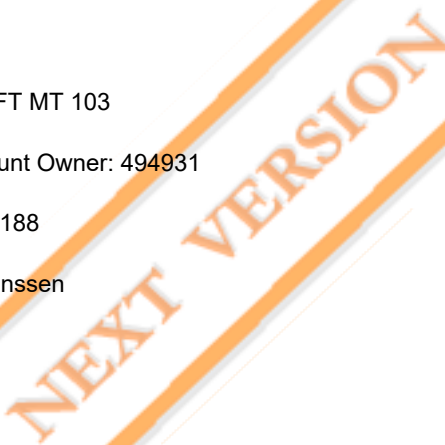 FT MT 103
unt Owner: 494931
188
nssen
NEXT VERSION